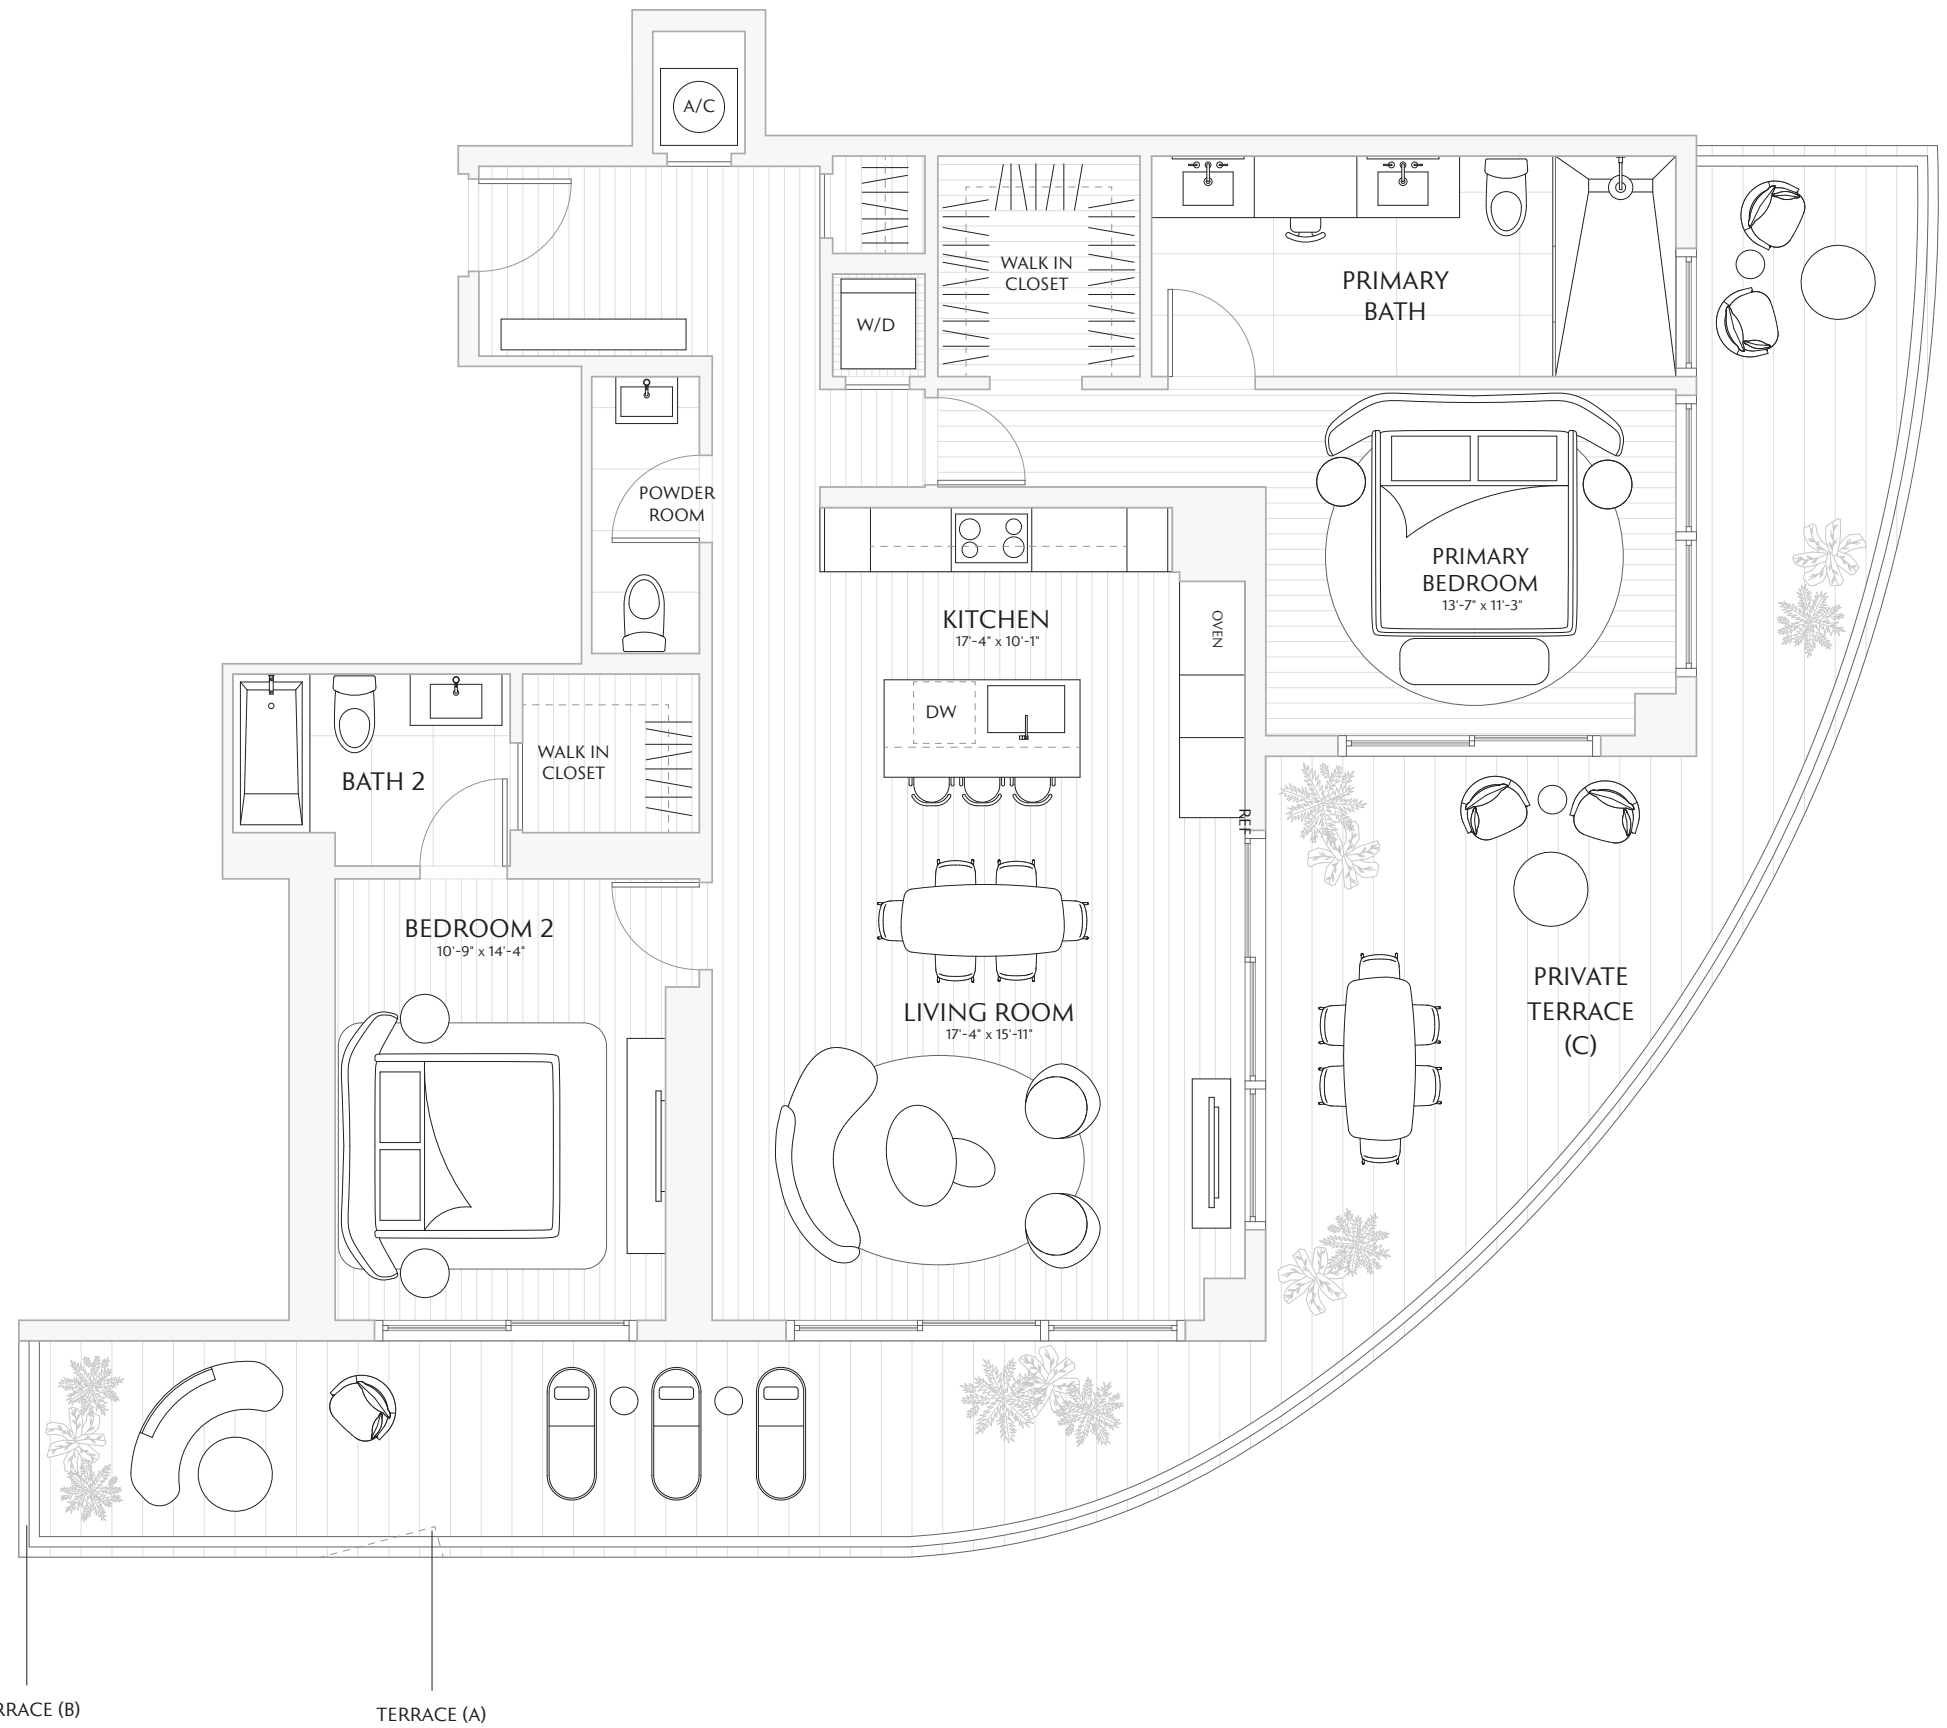 A/C
WALK IN
CLOSET
PRIMARY
BATH
W/D
POWDER
ROOM
PRIMARY
BEDROOM
13'-7" x 11'-3"
KITCHEN
17'-4" x 10'-1"
OVEN
DW
WALK IN
CLOSET
BATH 2
REF
BEDROOM 2
10'-9" x 14'-4"
PRIVATE
TERRACE
(C)
LIVING ROOM
17'-4" x 15'-11"
RRACE (B)
TERRACE (A)